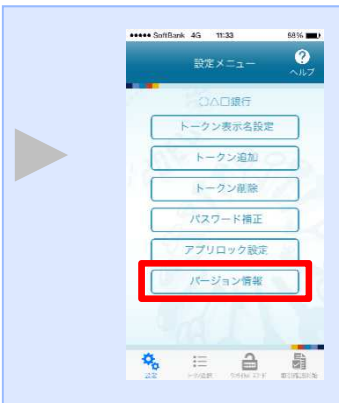 ●●●●● SoftBank 4G 11:33 58%
設定メニュー
ヘルプ
○△□銀行
トークン表示名設定
トークン追加
トークン削除
パスワード補正
アプリロック設定
バージョン情報
設定